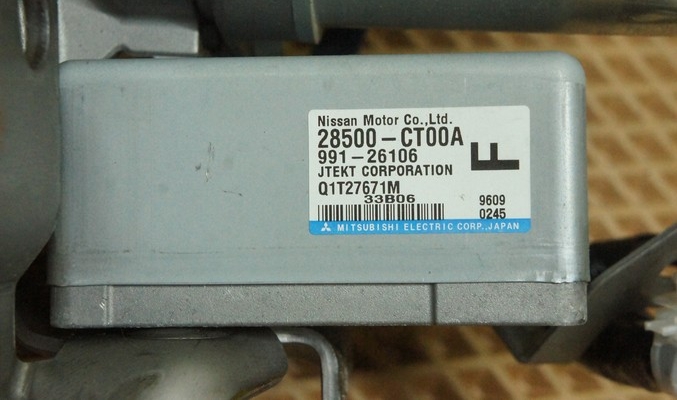 Nissan Motor Co.,Ltd.
28500-CT00A
991-26106
F
JTEKT CORPORATION
Q1T27671M
33B06
9609
0245
MITSUBISHI ELECTRIC CORP.,JAPAN